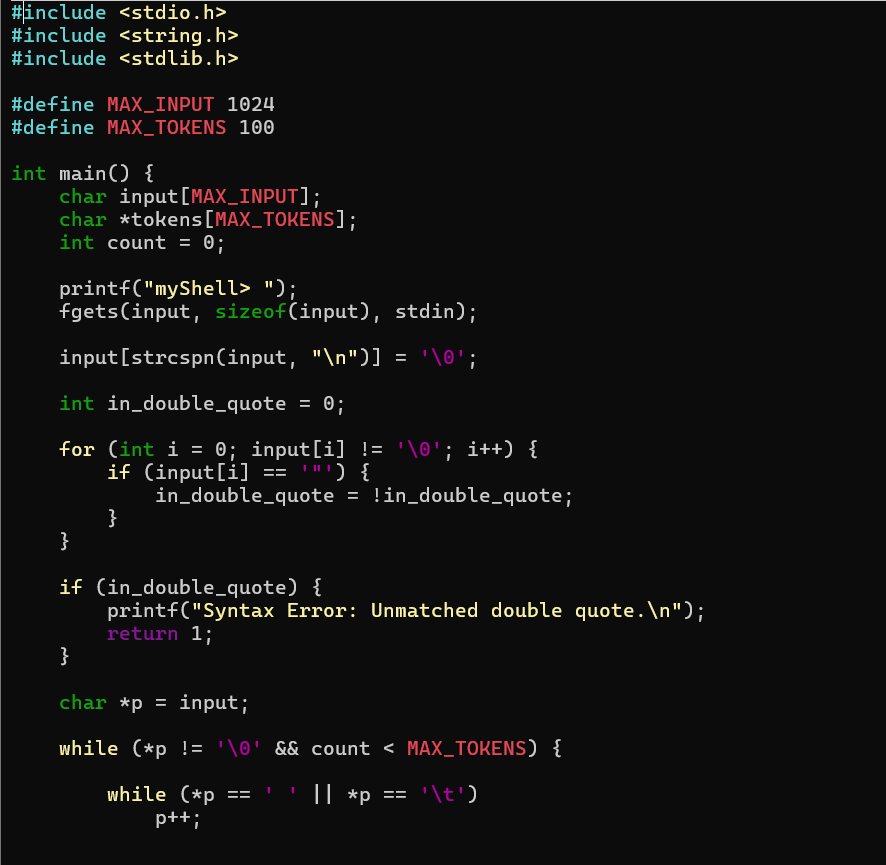 #include <stdio.h>
#include <string.h>
#include <stdlib.h>

#define MAX_INPUT 1024
#define MAX_TOKENS 100

int main() {
    char input[MAX_INPUT];
    char *tokens[MAX_TOKENS];
    int count = 0;

    printf("myShell> ");
    fgets(input, sizeof(input), stdin);

    input[strcspn(input, "\n")] = '\0';

    int in_double_quote = 0;

    for (int i = 0; input[i] != '\0'; i++) {
        if (input[i] == '"') {
            in_double_quote = !in_double_quote;
        }
    }

    if (in_double_quote) {
        printf("Syntax Error: Unmatched double quote.\n");
        return 1;
    }

    char *p = input;

    while (*p != '\0' && count < MAX_TOKENS) {

        while (*p == ' ' || *p == '\t')
            p++;